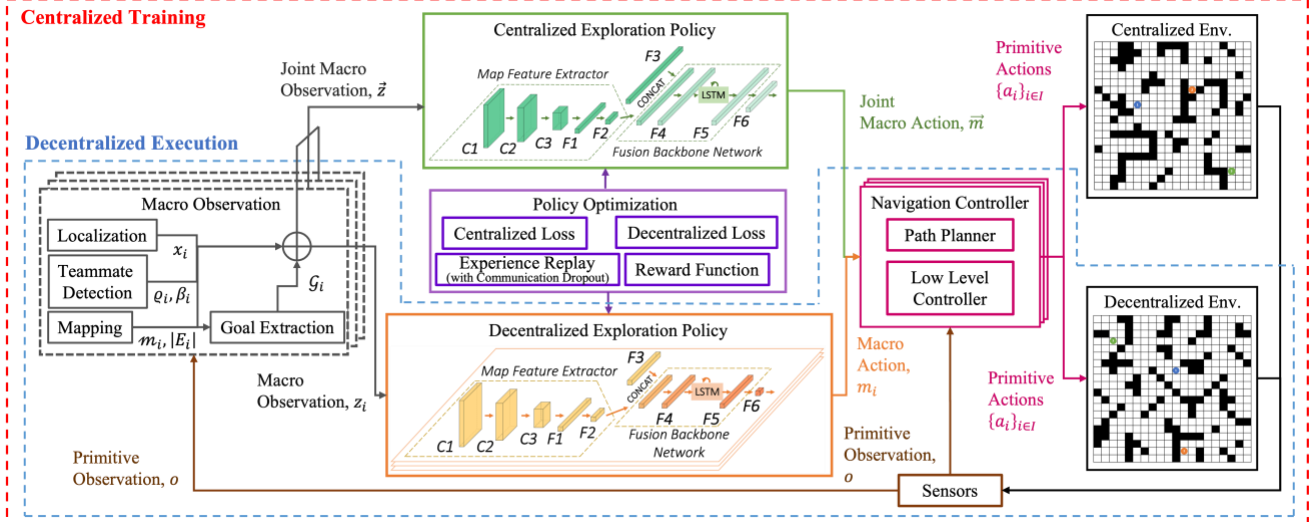 Centralized Training
Decentralized Execution
Joint Macro
Observation, z⃗
Macro Observation
Localization
Teammate
Detection
Mapping
x_i
ϱ_i, β_i
m_i, |E_i|
Goal Extraction
𝒢_i
Macro
Observation, z_i
Primitive
Observation, o
Centralized Exploration Policy
Map Feature Extractor
C1
C2
C3
F1
F2
F3
CONCAT
F4
LSTM
F5
F6
Fusion Backbone Network
Policy Optimization
Centralized Loss
Decentralized Loss
Experience Replay
(with Communication Dropout)
Reward Function
Decentralized Exploration Policy
Map Feature Extractor
C1
C2
C3
F1
F2
F3
CONCAT
F4
LSTM
F5
F6
Fusion Backbone
Network
Joint
Macro Action, m⃗
Macro
Action,
m_i
Navigation Controller
Path Planner
Low Level
Controller
Primitive
Observation,
o
Sensors
Primitive
Actions
{a_i}_{i∈I}
Primitive
Actions
{a_i}_{i∈I}
Centralized Env.
Decentralized Env.